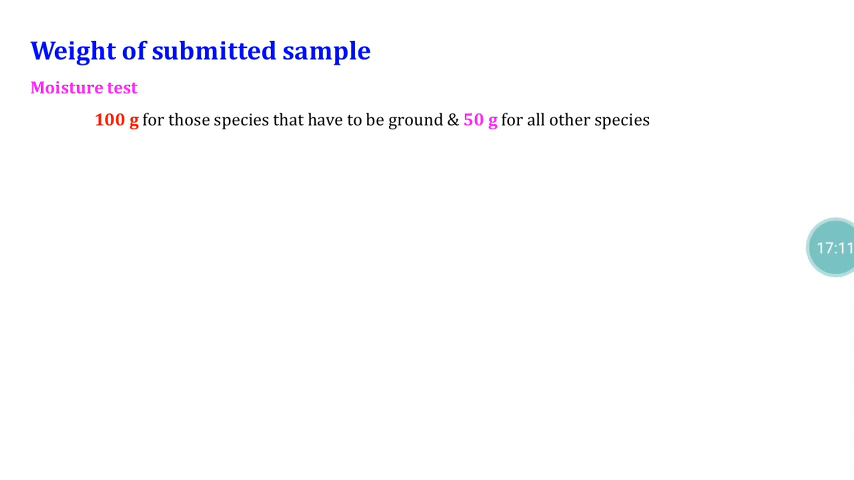 Weight of submitted sample
Moisture test
100 g for those species that have to be ground & 50 g for all other species
17:11